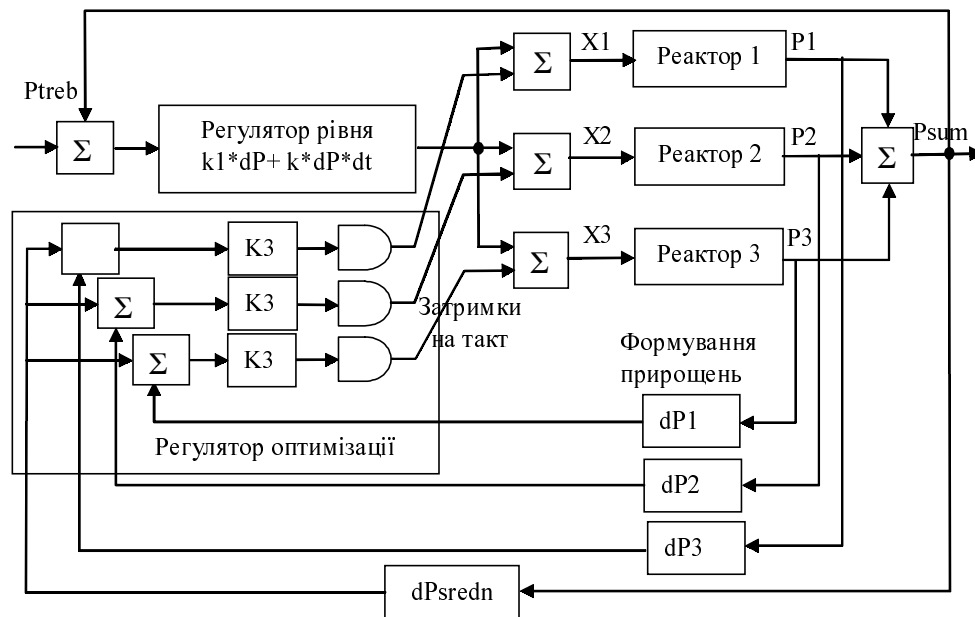 Ptreb
Σ
Регулятор рівня
k1*dP+ k*dP*dt
Σ
X1
Реактор 1
P1
Σ
X2
Реактор 2
P2
Σ
Psum
Σ
X3
Реактор 3
P3
K3
Σ
K3
Σ
K3
Затримки
на такт
Регулятор оптимізації
Формування
прирощень
dP1
dP2
dP3
dPsredn